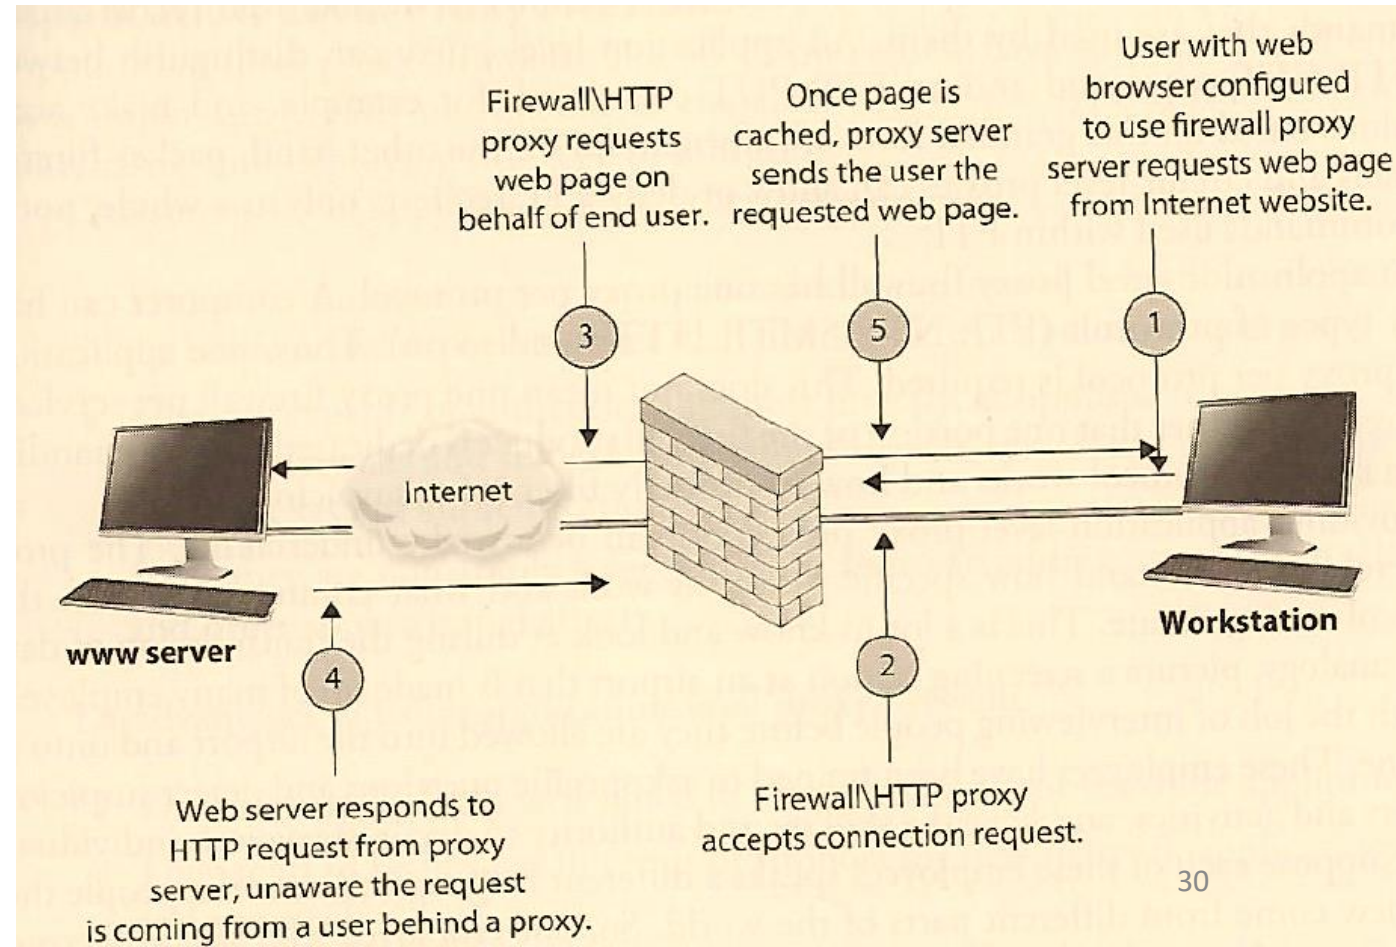 Firewall\HTTP
proxy requests
web page on
behalf of end user.
Once page is
cached, proxy server
sends the user the
requested web page.
User with web
browser configured
to use firewall proxy
server requests web page
from Internet website.
3
5
1
Internet
www server
Workstation
4
2
Web server responds to
HTTP request from proxy
server, unaware the request
is coming from a user behind a proxy.
Firewall\HTTP proxy
accepts connection request.
30